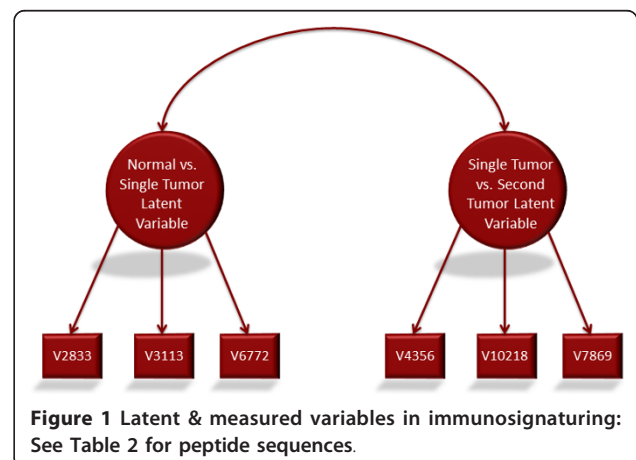 Normal vs.
Single Tumor
Latent
Variable
Single Tumor
vs. Second
Tumor Latent
Variable
V2833
V3113
V6772
V4356
V10218
V7869
Figure 1 Latent & measured variables in immunosignaturing:
See Table 2 for peptide sequences.